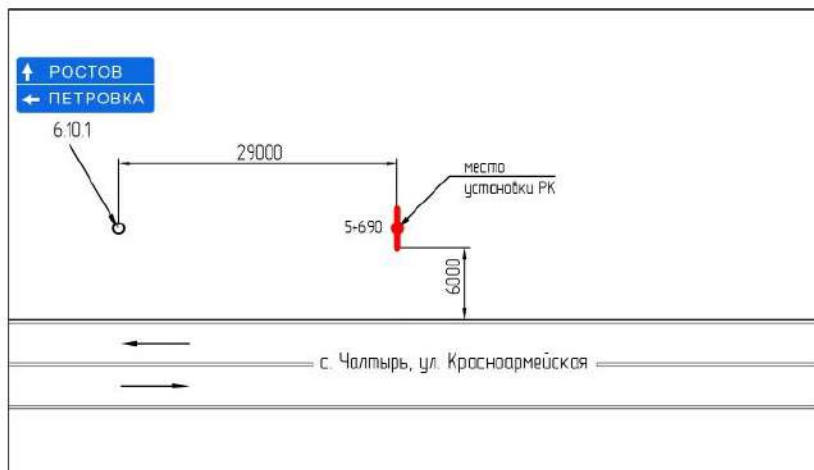 РОСТОВ
ПЕТРОВКА
6.10.1
29000
место
установки РК
5+690
6000
с. Чалтырь, ул. Красноармейская